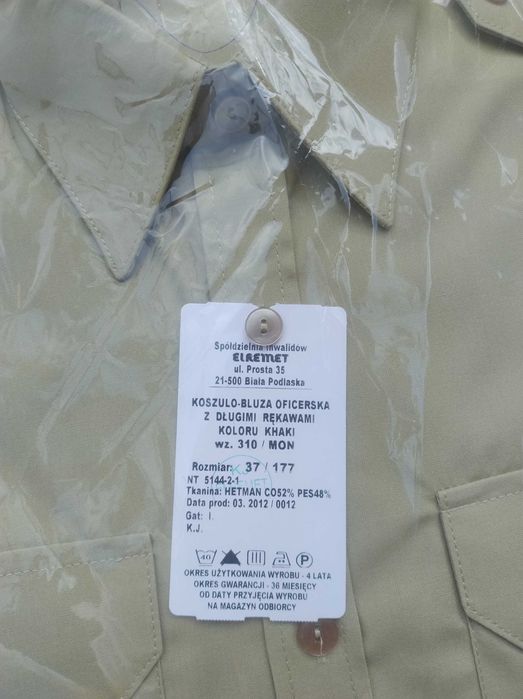 Spółdzielnia Inwalidów
ELREMET
ul. Prosta 35
21-500 Biała Podlaska
KOSZULO-BLUZA OFICERSKA
Z DŁUGIMI RĘKAWAMI
KOLORU KHAKI
wz. 310 / MON
Rozmiar: 37 / 177
NT 5144-2-1
Tkanina: HETMAN CO52% PES48%
Data prod: 03. 2012 / 0012
Gat: I.
K.J.
40 P
OKRES UŻYTKOWANIA WYROBU - 4 LATA
OKRES GWARANCJI - 36 MIESIĘCY
OD DATY PRZYJĘCIA WYROBU
NA MAGAZYN ODBIORCY